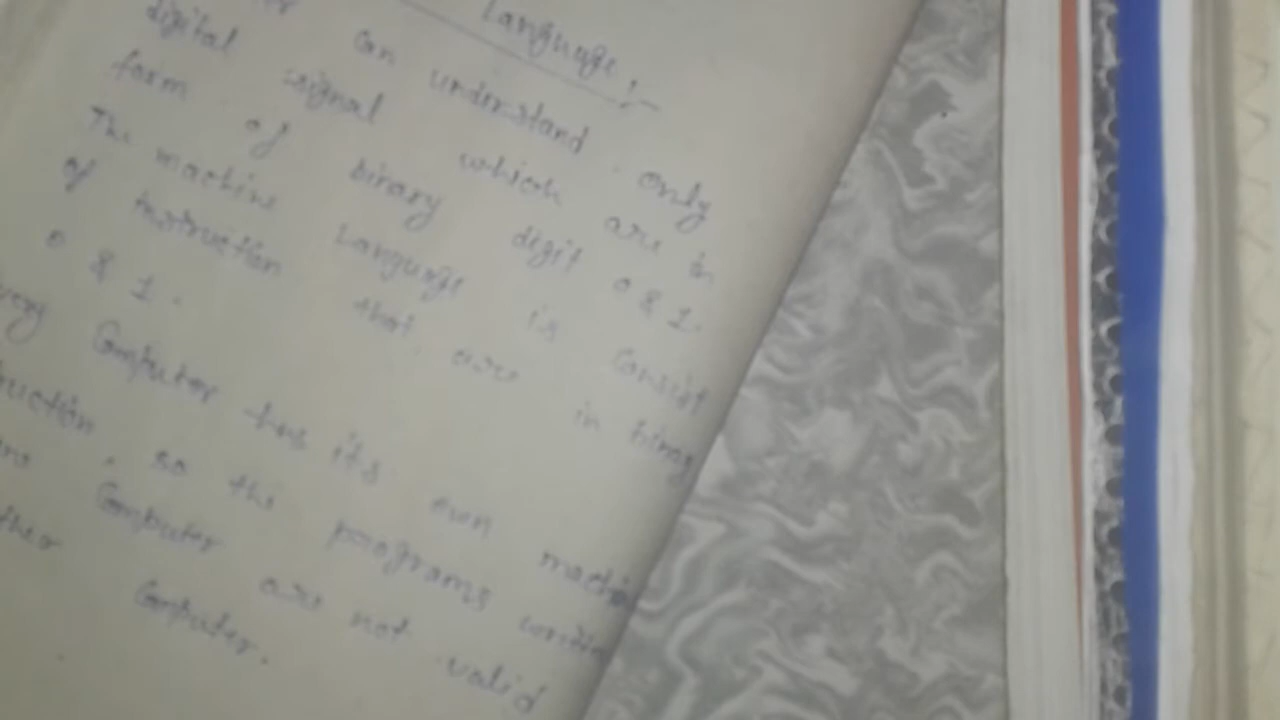 Language :-
can understand only
digital signal which are in
form of binary digit 0 & 1.
The machine Language is consist
of instruction that are in binary
0 & 1.
Computer has its own machine
so the programs written
Computer are not valid
Computer.